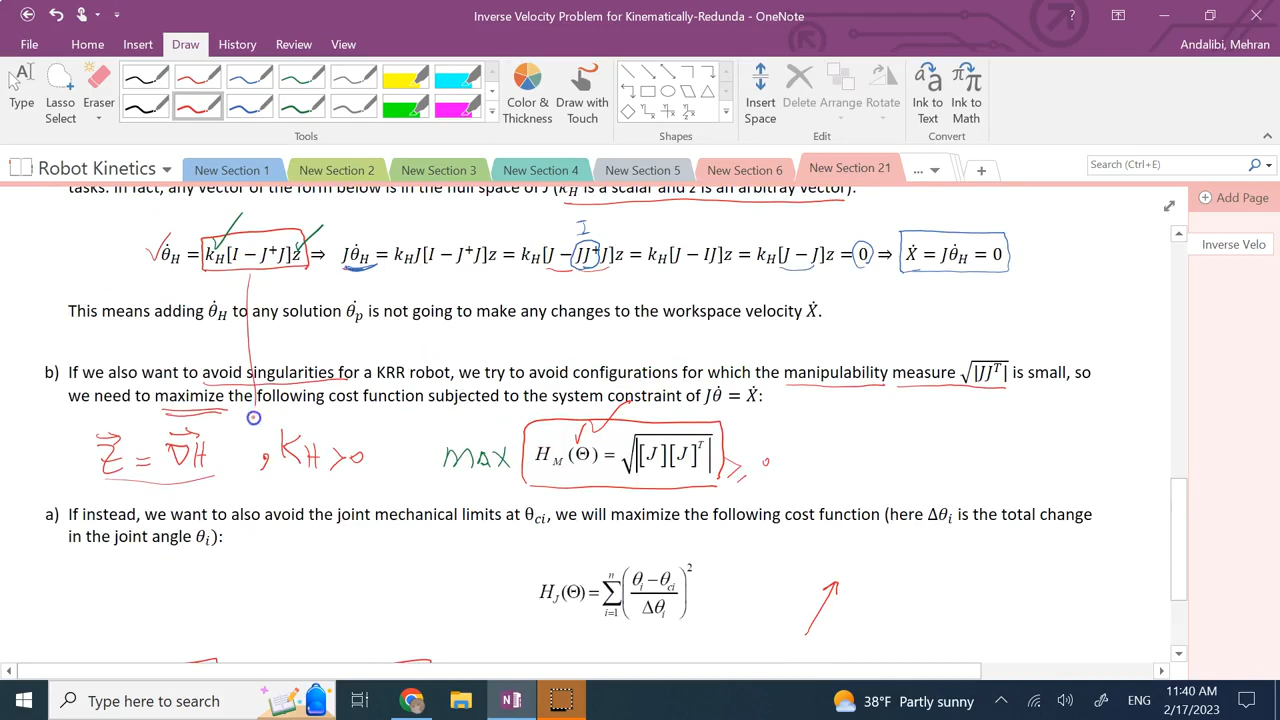 Inverse Velocity Problem for Kinematically-Redunda - OneNote
?
File Home Insert Draw History Review View
Andalibi, Mehran
A
Type
Lasso
Select
Eraser
Color &
Thickness
Draw with
Touch
Insert
Space
Delete
Arrange
Rotate
Ink to
Text
Ink to
Math
Tools Shapes Edit Convert
Robot Kinetics
New Section 1
New Section 2
New Section 3
New Section 4
New Section 5
New Section 6
New Section 21
...
Search (Ctrl+E)
Add Page
Inverse Velo
tasks. In fact, any vector of the form below is in the null space of J (k_H is a scalar and z is an arbitray vector):
I
θ̇_H = k_H[I − J⁺J]z ⇒ Jθ̇_H = k_H J[I − J⁺J]z = k_H[J − JJ⁺J]z = k_H[J − IJ]z = k_H[J − J]z = 0 ⇒ Ẋ = Jθ̇_H = 0
This means adding θ̇_H to any solution θ̇_p is not going to make any changes to the workspace velocity Ẋ.
b) If we also want to avoid singularities for a KRR robot, we try to avoid configurations for which the manipulability measure √|JJᵀ| is small, so
we need to maximize the following cost function subjected to the system constraint of Jθ̇ = Ẋ:
z = ∇H , K_H > 0 max H_M(Θ) = √|[J][J]ᵀ| ≥ 0
a) If instead, we want to also avoid the joint mechanical limits at θ_ci, we will maximize the following cost function (here Δθ_i is the total change
in the joint angle θ_i):
H_J(Θ) = ∑_{i=1}^{n} ((θ_i − θ_ci) / Δθ_i)²
Type here to search
38°F Partly sunny
ENG
11:40 AM
2/17/2023